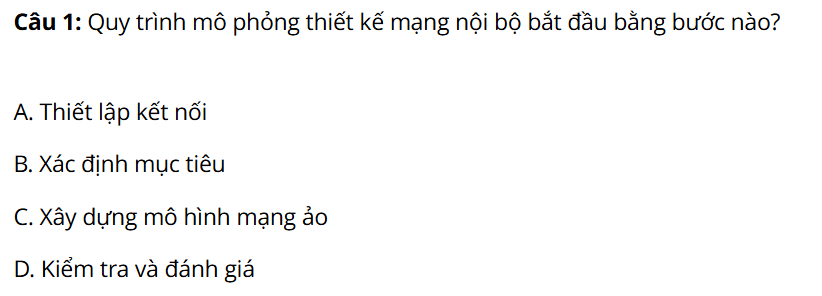 Câu 1: Quy trình mô phỏng thiết kế mạng nội bộ bắt đầu bằng bước nào?
A. Thiết lập kết nối
B. Xác định mục tiêu
C. Xây dựng mô hình mạng ảo
D. Kiểm tra và đánh giá